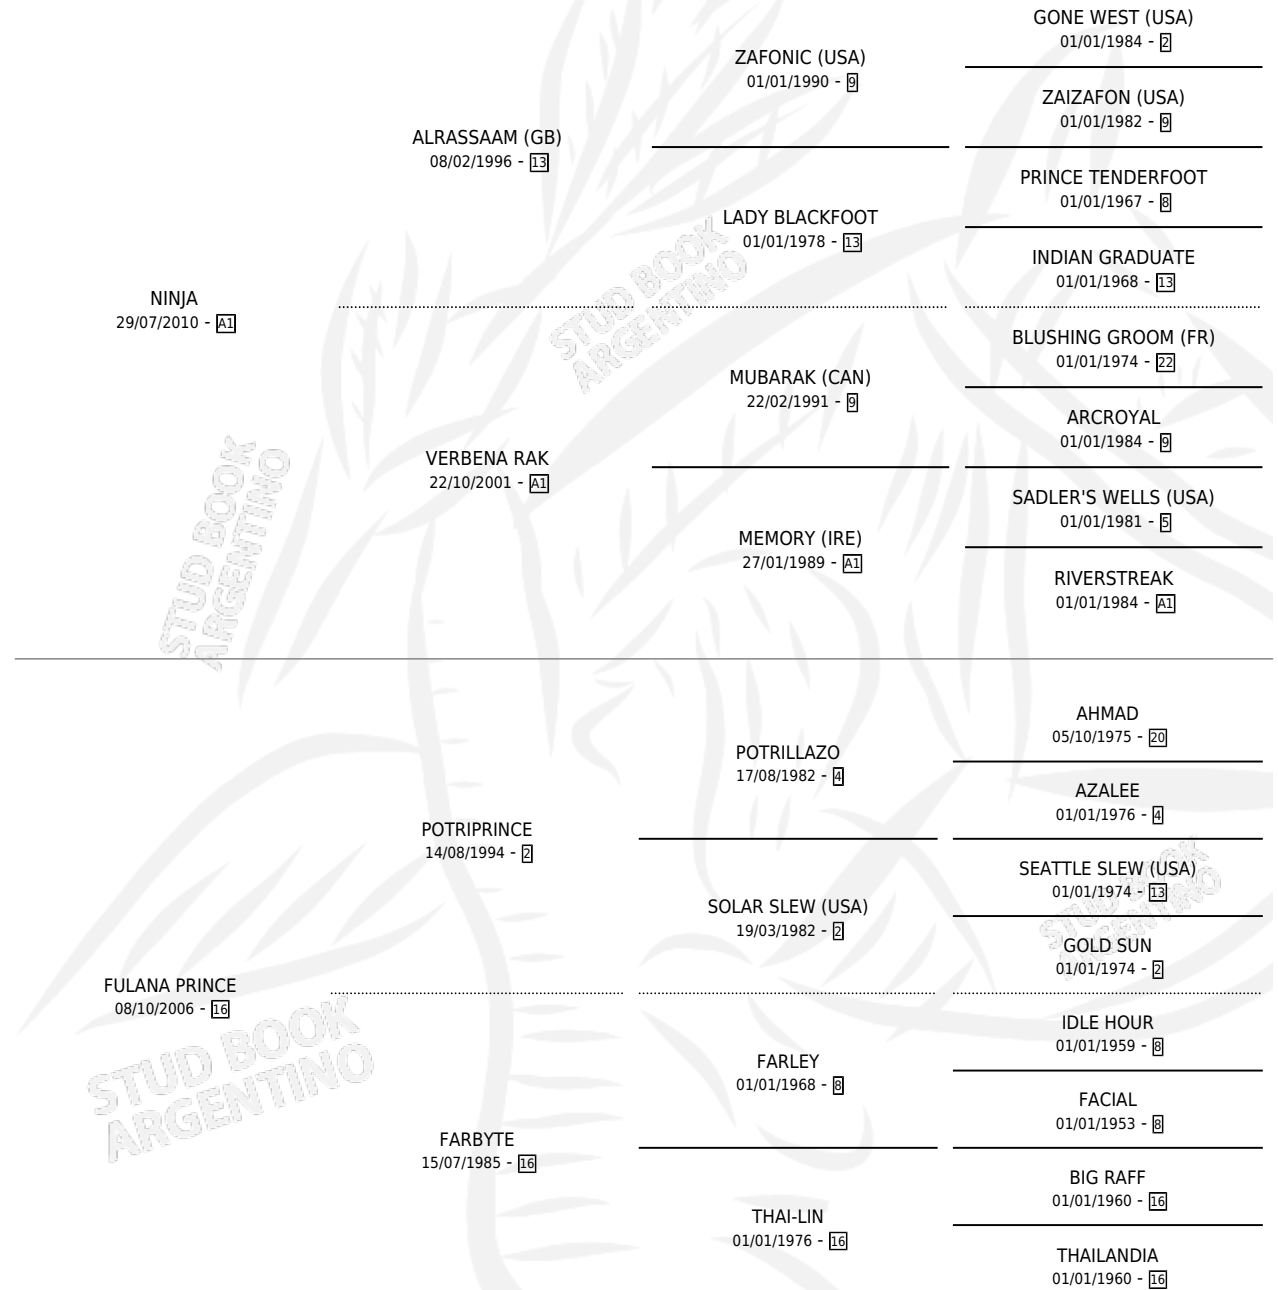 GONE WEST (USA)
01/01/1984 - 2
ZAFONIC (USA)
01/01/1990 - 9
ZAIZAFON (USA)
01/01/1982 - 9
ALRASSAAM (GB)
08/02/1996 - 13
PRINCE TENDERFOOT
01/01/1967 - 8
LADY BLACKFOOT
01/01/1978 - 13
INDIAN GRADUATE
01/01/1968 - 13
NINJA
29/07/2010 - A1
BLUSHING GROOM (FR)
01/01/1974 - 22
MUBARAK (CAN)
22/02/1991 - 9
ARCROYAL
01/01/1984 - 9
VERBENA RAK
22/10/2001 - A1
SADLER'S WELLS (USA)
01/01/1981 - 5
MEMORY (IRE)
27/01/1989 - A1
RIVERSTREAK
01/01/1984 - A1
AHMAD
05/10/1975 - 20
POTRILLAZO
17/08/1982 - 4
AZALEE
01/01/1976 - 4
POTRIPRINCE
14/08/1994 - 2
SEATTLE SLEW (USA)
01/01/1974 - 13
SOLAR SLEW (USA)
19/03/1982 - 2
GOLD SUN
01/01/1974 - 2
FULANA PRINCE
08/10/2006 - 16
IDLE HOUR
01/01/1959 - 8
FARLEY
01/01/1968 - 8
FACIAL
01/01/1953 - 8
FARBYTE
15/07/1985 - 16
BIG RAFF
01/01/1960 - 16
THAI-LIN
01/01/1976 - 16
THAILANDIA
01/01/1960 - 16
STUD BOOK
ARGENTINO
STUD BOOK
ARGENTINO
STUD BOOK
ARGENTINO
STUD BOOK
ARGENTINO